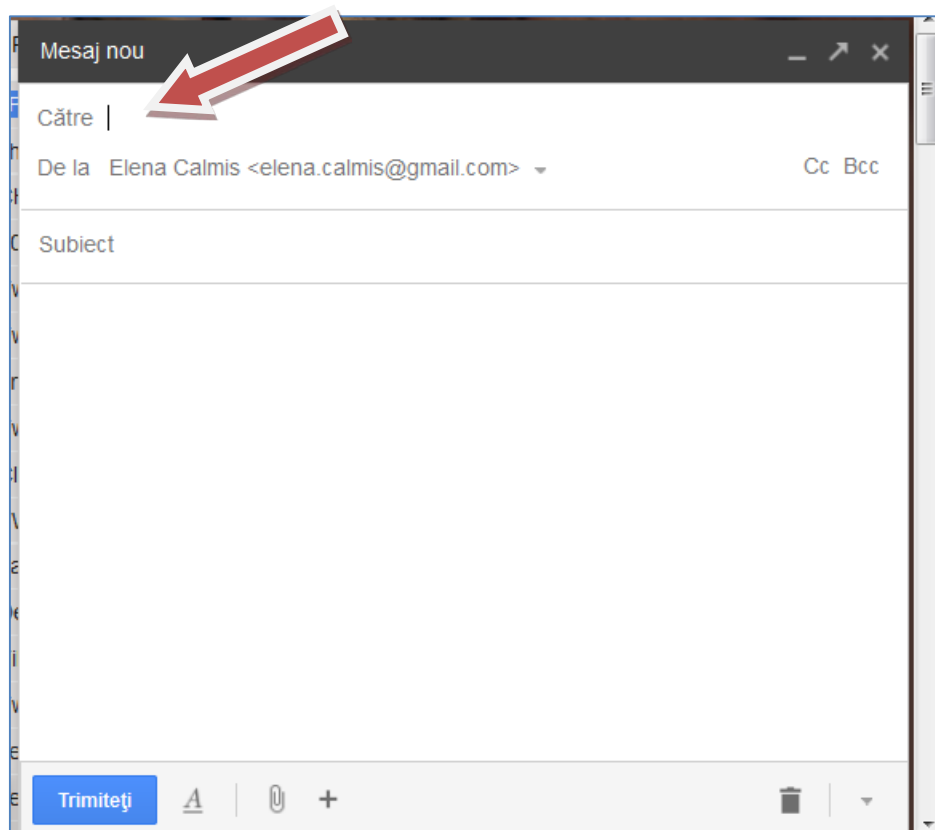 Mesaj nou
Către
De la Elena Calmis <elena.calmis@gmail.com>
Cc Bcc
Subiect
Trimiteţi
A